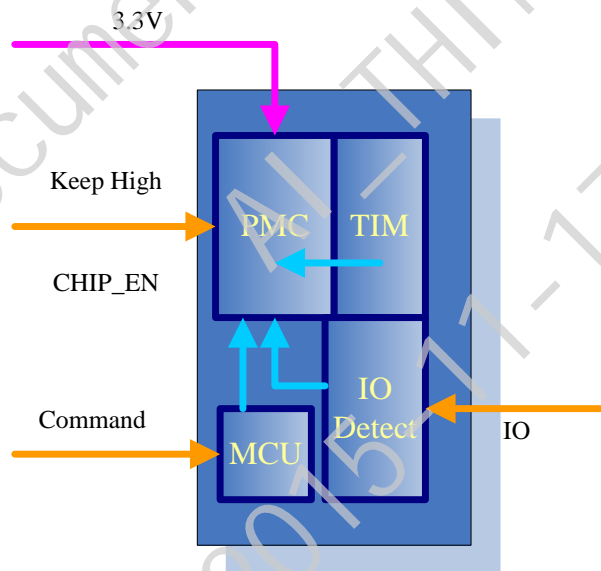 3.3V
Keep High
PMC
TIM
CHIP_EN
IO
Detect
Command
IO
MCU